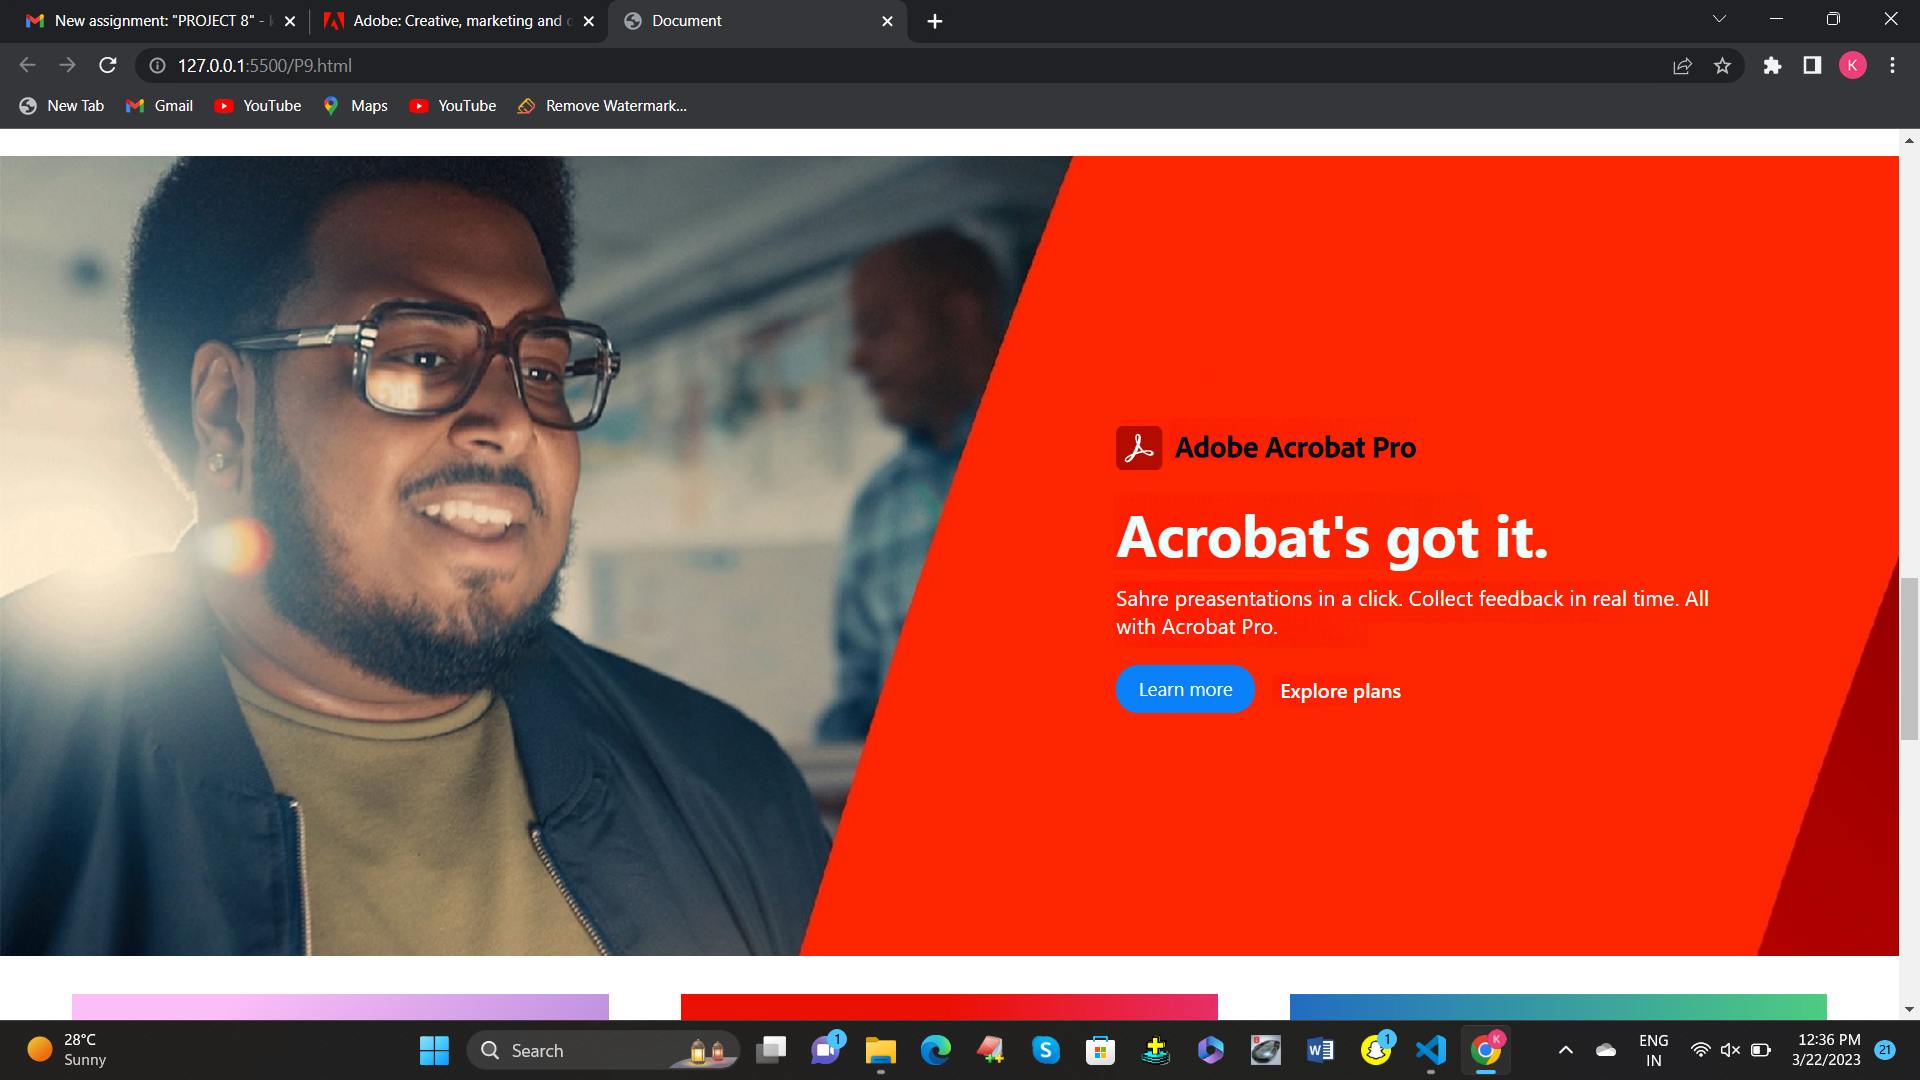 New assignment: "PROJECT 8" -
Adobe: Creative, marketing and
Document
127.0.0.1:5500/P9.html
K
New Tab
Gmail
YouTube
Maps
YouTube
Remove Watermark...
Adobe Acrobat Pro
Acrobat's got it.
Sahre preasentations in a click. Collect feedback in real time. All
with Acrobat Pro.
Learn more
Explore plans
28°C
Sunny
Search
1
1
K
ENG
IN
12:36 PM
3/22/2023
21